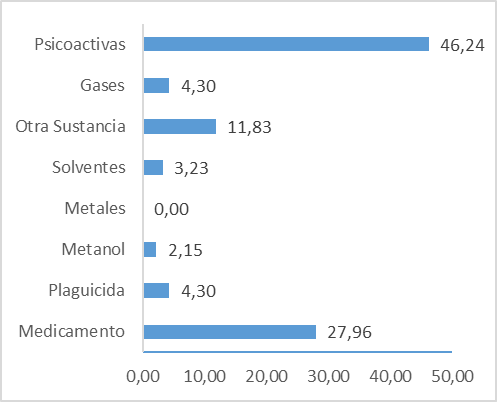 Psicoactivas 46,24
Gases 4,30
Otra Sustancia 11,83
Solventes 3,23
Metales 0,00
Metanol 2,15
Plaguicida 4,30
Medicamento 27,96
0,00 10,00 20,00 30,00 40,00 50,00